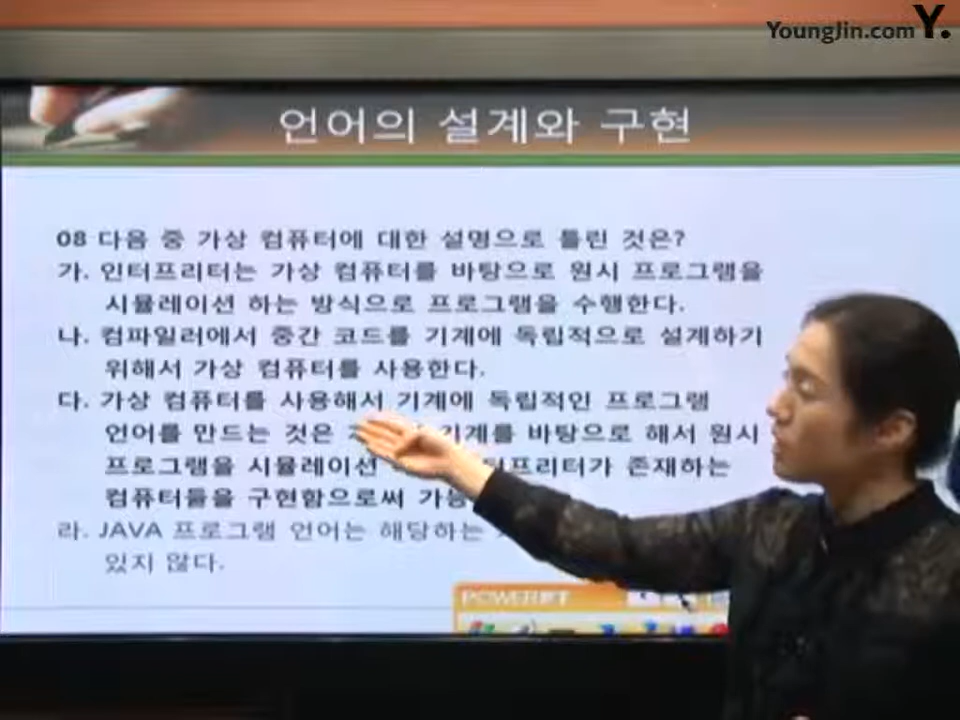 YoungJin.com Y.
언어의 설계와 구현
08 다음 중 가상 컴퓨터에 대한 설명으로 틀린 것은?
가. 인터프리터는 가상 컴퓨터를 바탕으로 원시 프로그램을
시뮬레이션 하는 방식으로 프로그램을 수행한다.
나. 컴파일러에서 중간 코드를 기계에 독립적으로 설계하기
위해서 가상 컴퓨터를 사용한다.
다. 가상 컴퓨터를 사용해서 기계에 독립적인 프로그램
언어를 만드는 것은 기계를 바탕으로 해서 원시
프로그램을 시뮬레이션 존재하는
컴퓨터들을 구현함으로써
라. JAVA 프로그램 언어는 해당하는
있지 않다.